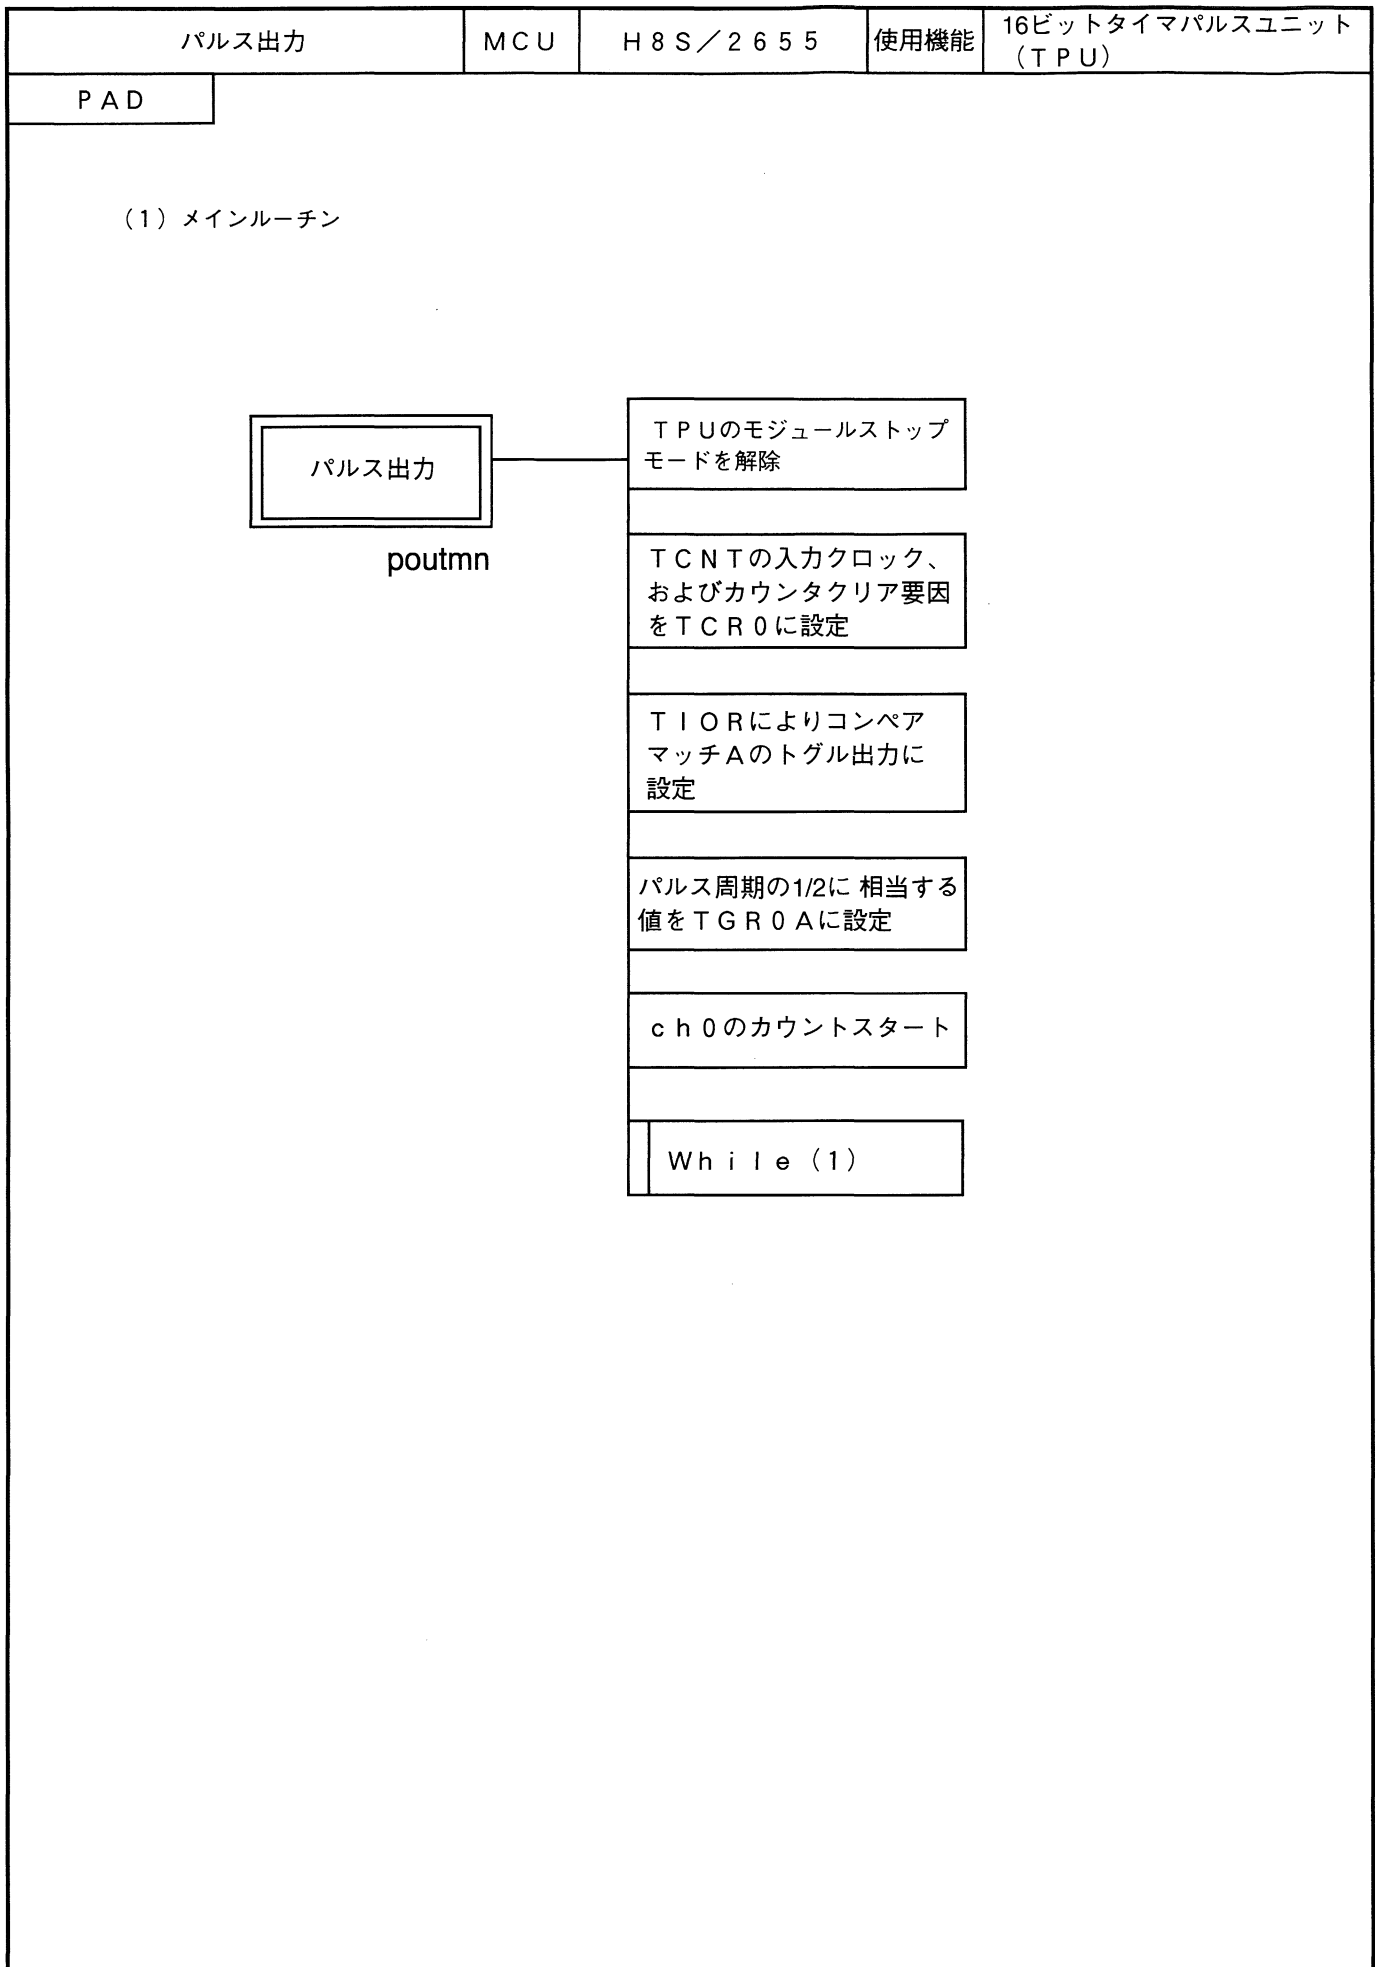 パルス出力
MCU
H8S/2655
使用機能
16ビットタイマパルスユニット
(TPU)
PAD
(1)メインルーチン
パルス出力
poutmn
TPUのモジュールストップ
モードを解除
TCNTの入力クロック、
およびカウンタクリア要因
をTCR0に設定
TIORによりコンペア
マッチAのトグル出力に
設定
パルス周期の1/2に 相当する
値をTGR0Aに設定
ch0のカウントスタート
While(1)